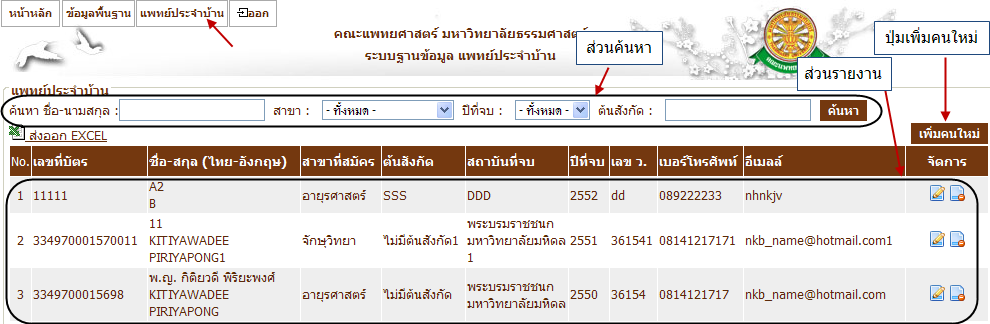 หน้าหลัก ข้อมูลพื้นฐาน แพทย์ประจำบ้าน ออก
คณะแพทยศาสตร์ มหาวิทยาลัยธรรมศาสตร์
ระบบฐานข้อมูล แพทย์ประจำบ้าน
ส่วนค้นหา
ปุ่มเพิ่มคนใหม่
ส่วนรายงาน
แพทย์ประจำบ้าน
ค้นหา ชื่อ-นามสกุล : สาขา : - ทั้งหมด - ปีที่จบ : - ทั้งหมด - ต้นสังกัด : ค้นหา
ส่งออก EXCEL เพิ่มคนใหม่
No. เลขที่บัตร ชื่อ-สกุล (ไทย-อังกฤษ) สาขาที่สมัคร ต้นสังกัด สถาบันที่จบ ปีที่จบ เลข ว. เบอร์โทรศัพท์ อีเมลล์ จัดการ
1 11111 A2 อายุรศาสตร์ SSS DDD 2552 dd 089222233 nhnkjv
B
2 334970001570011 11 จักษุวิทยา ไม่มีต้นสังกัด1 พระบรมราชชนก 2551 361541 08141217171 nkb_name@hotmail.com1
KITIYAWADEE มหาวิทยาลัยมหิดล
PIRIYAPONG1 1
3 3349700015698 พ.ญ. กิติยวดี พิริยะพงศ์ อายุรศาสตร์ ไม่มีต้นสังกัด พระบรมราชชนก 2550 36154 0814121717 nkb_name@hotmail.com
KITIYAWADEE มหาวิทยาลัยมหิดล
PIRIYAPONG